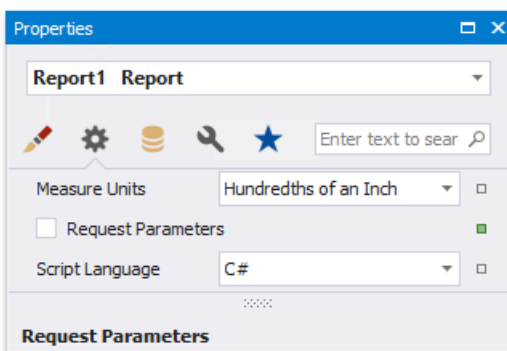 Properties
Report1 Report
Enter text to sear
Measure Units Hundredths of an Inch
Request Parameters
Script Language C#
Request Parameters